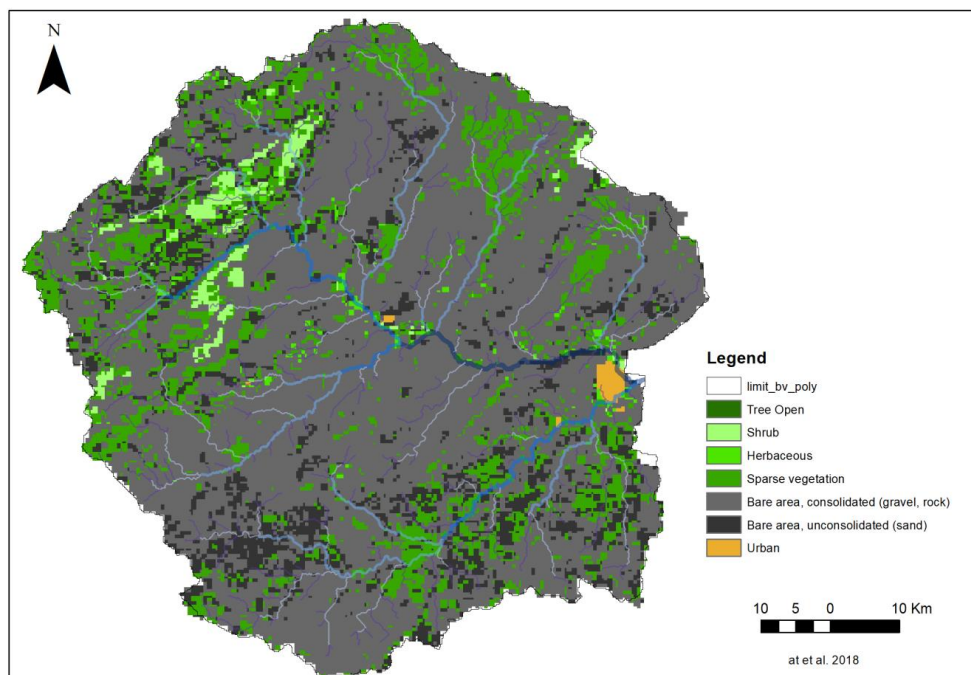 N
Legend
limit_bv_poly
Tree Open
Shrub
Herbaceous
Sparse vegetation
Bare area, consolidated (gravel, rock)
Bare area, unconsolidated (sand)
Urban
10 5 0 10 Km
at et al. 2018